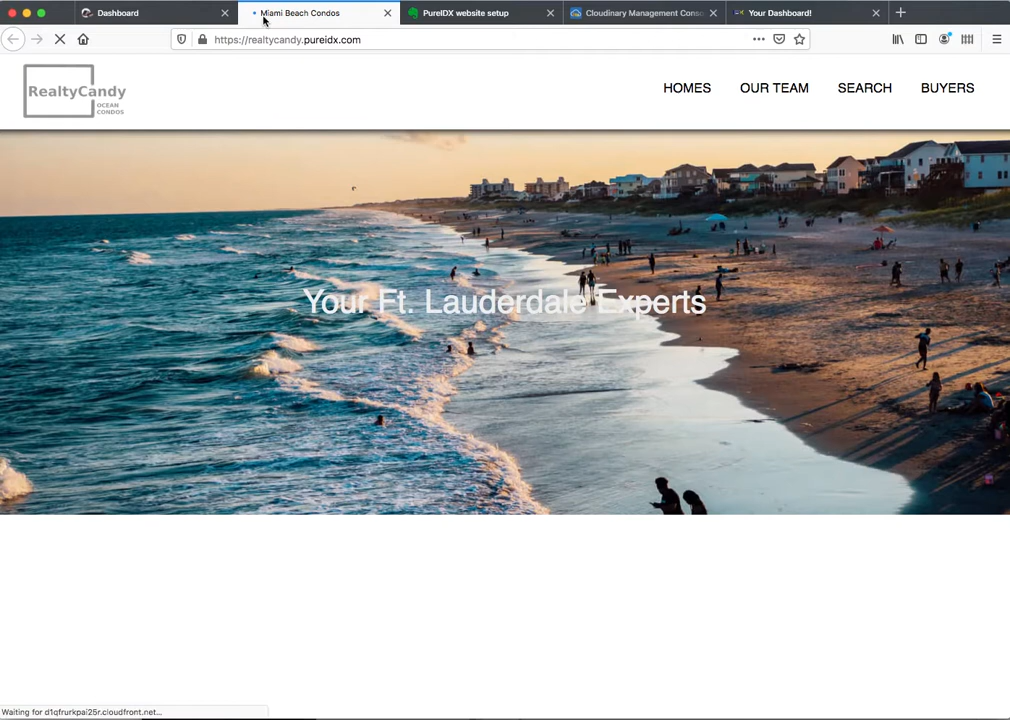 Dashboard
Miami Beach Condos
PureIDX website setup
Cloudinary Management Conso
Your Dashboard!
https://realtycandy.pureidx.com
RealtyCandy
OCEAN
CONDOS
HOMES
OUR TEAM
SEARCH
BUYERS
Your Ft. Lauderdale Experts
Waiting for d1qfrurkpai25r.cloudfront.net...